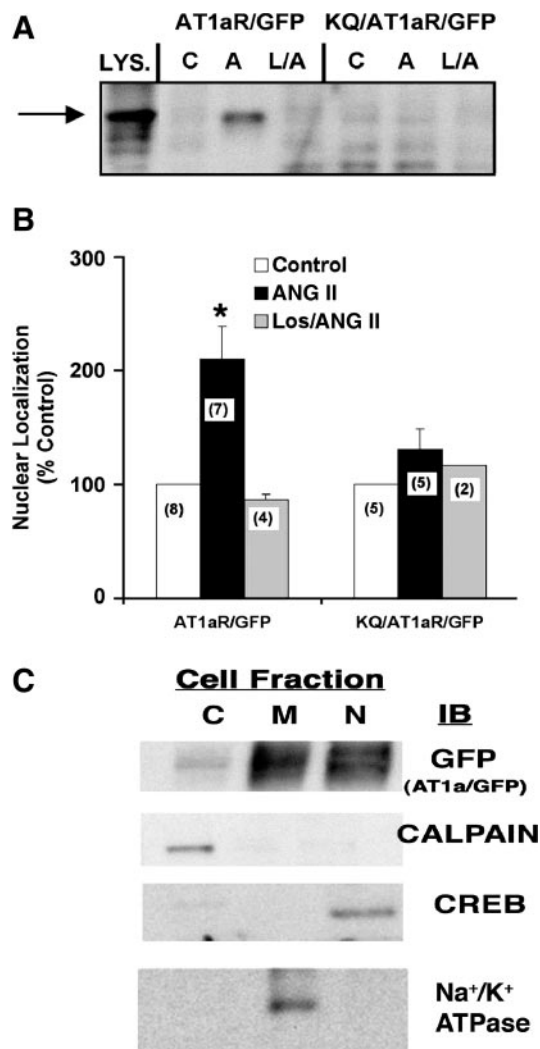 A
AT1aR/GFP KQ/AT1aR/GFP
LYS. C A L/A C A L/A
B
300
200
100
0
Nuclear Localization
(% Control)
Control
ANG II
Los/ANG II
*
(8) (7) (4) (5) (5) (2)
AT1aR/GFP KQ/AT1aR/GFP
C
Cell Fraction
C M N IB
GFP
(AT1a/GFP)
CALPAIN
CREB
Na⁺/K⁺
ATPase